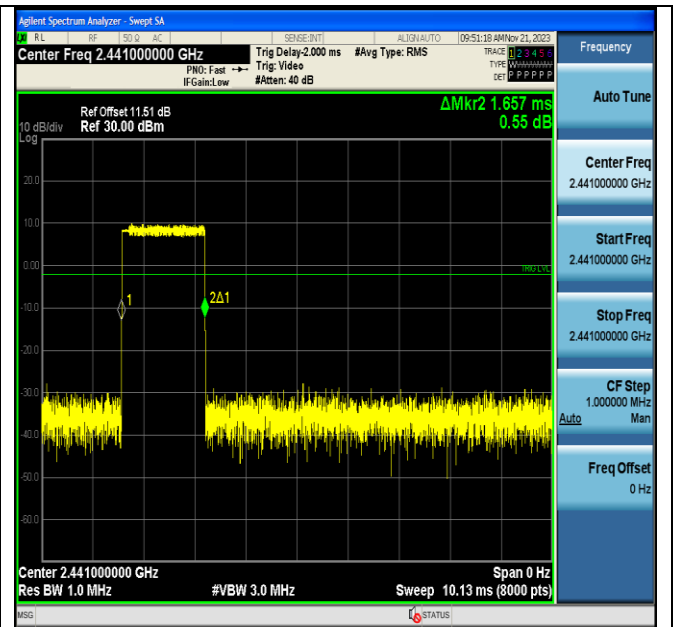 Agilent Spectrum Analyzer - Swept SA
RL RF 50 Ω AC SENSE:INT ALIGN AUTO 09:51:18 AM Nov 21, 2023
Center Freq 2.441000000 GHz
PNO: Fast
IFGain:Low
Trig Delay-2.000 ms
Trig: Video
#Atten: 40 dB
#Avg Type: RMS
TRACE 1 2 3 4 5 6
TYPE
DET P P P P P P
Frequency
ΔMkr2 1.657 ms
0.55 dB
Ref Offset 11.51 dB
10 dB/div Ref 30.00 dBm
Log
20.0
10.0
0.00
-10.0
-20.0
-30.0
-40.0
-50.0
-60.0
TRIG LVL
1
2Δ1
Auto Tune
Center Freq
2.441000000 GHz
Start Freq
2.441000000 GHz
Stop Freq
2.441000000 GHz
CF Step
1.000000 MHz
Auto Man
Freq Offset
0 Hz
Center 2.441000000 GHz Span 0 Hz
Res BW 1.0 MHz #VBW 3.0 MHz Sweep 10.13 ms (8000 pts)
MSG STATUS